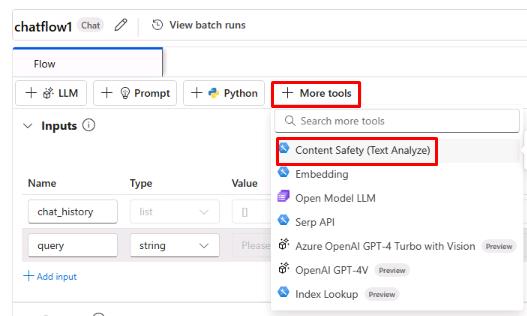 chatflow1 Chat View batch runs
Flow
+ LLM + Prompt + Python + More tools
Search more tools
Inputs
Content Safety (Text Analyze)
Embedding
Name Type Value
Open Model LLM
chat_history list []
Serp API
query string Please
Azure OpenAI GPT-4 Turbo with Vision Preview
OpenAI GPT-4V Preview
+ Add input
Index Lookup Preview